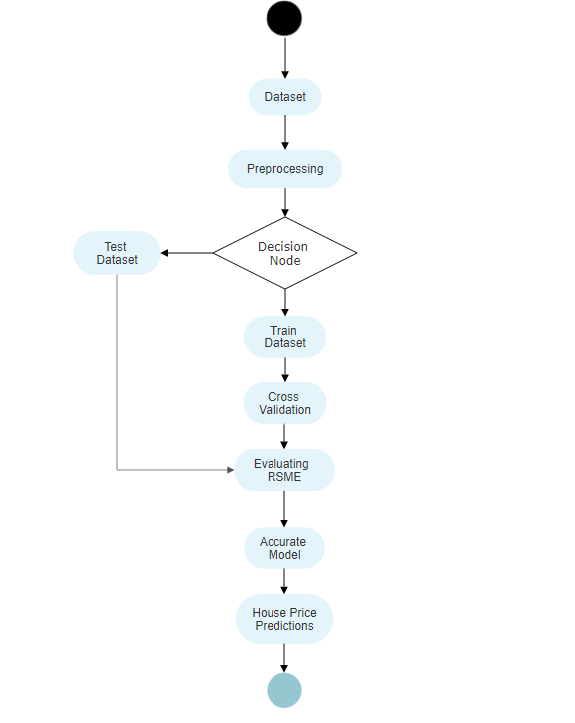 Dataset
Preprocessing
Decision
Node
Test
Dataset
Train
Dataset
Cross
Validation
Evaluating
RSME
Accurate
Model
House Price
Predictions